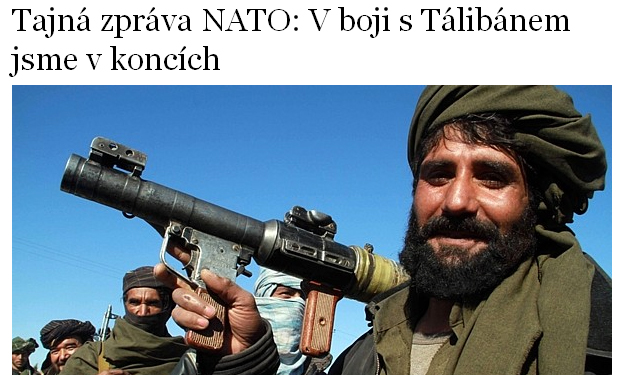 Tajná zpráva NATO: V boji s Tálibánem
jsme v koncích